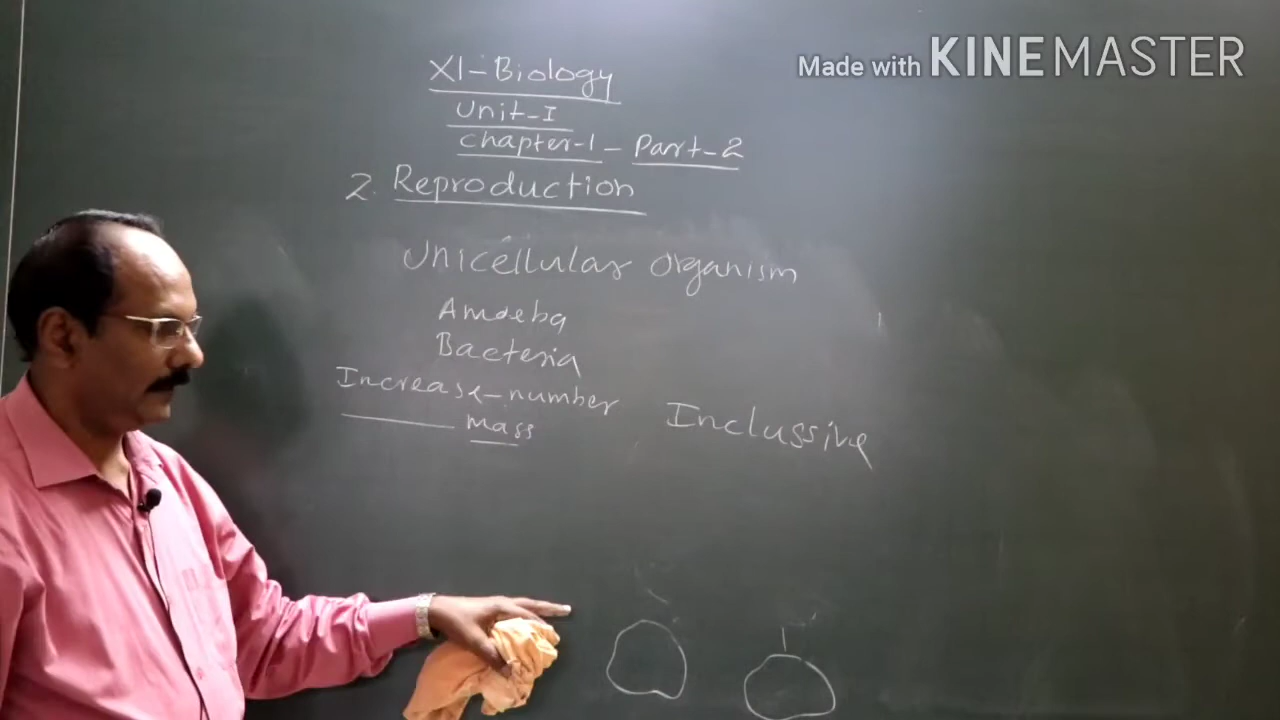 Made with KINEMASTER
XI-Biology
Unit-I
Chapter-1 - Part-2
2. Reproduction
Unicellular organism
Amoeba
Bacteria
Increase-number
mass
Inclussive